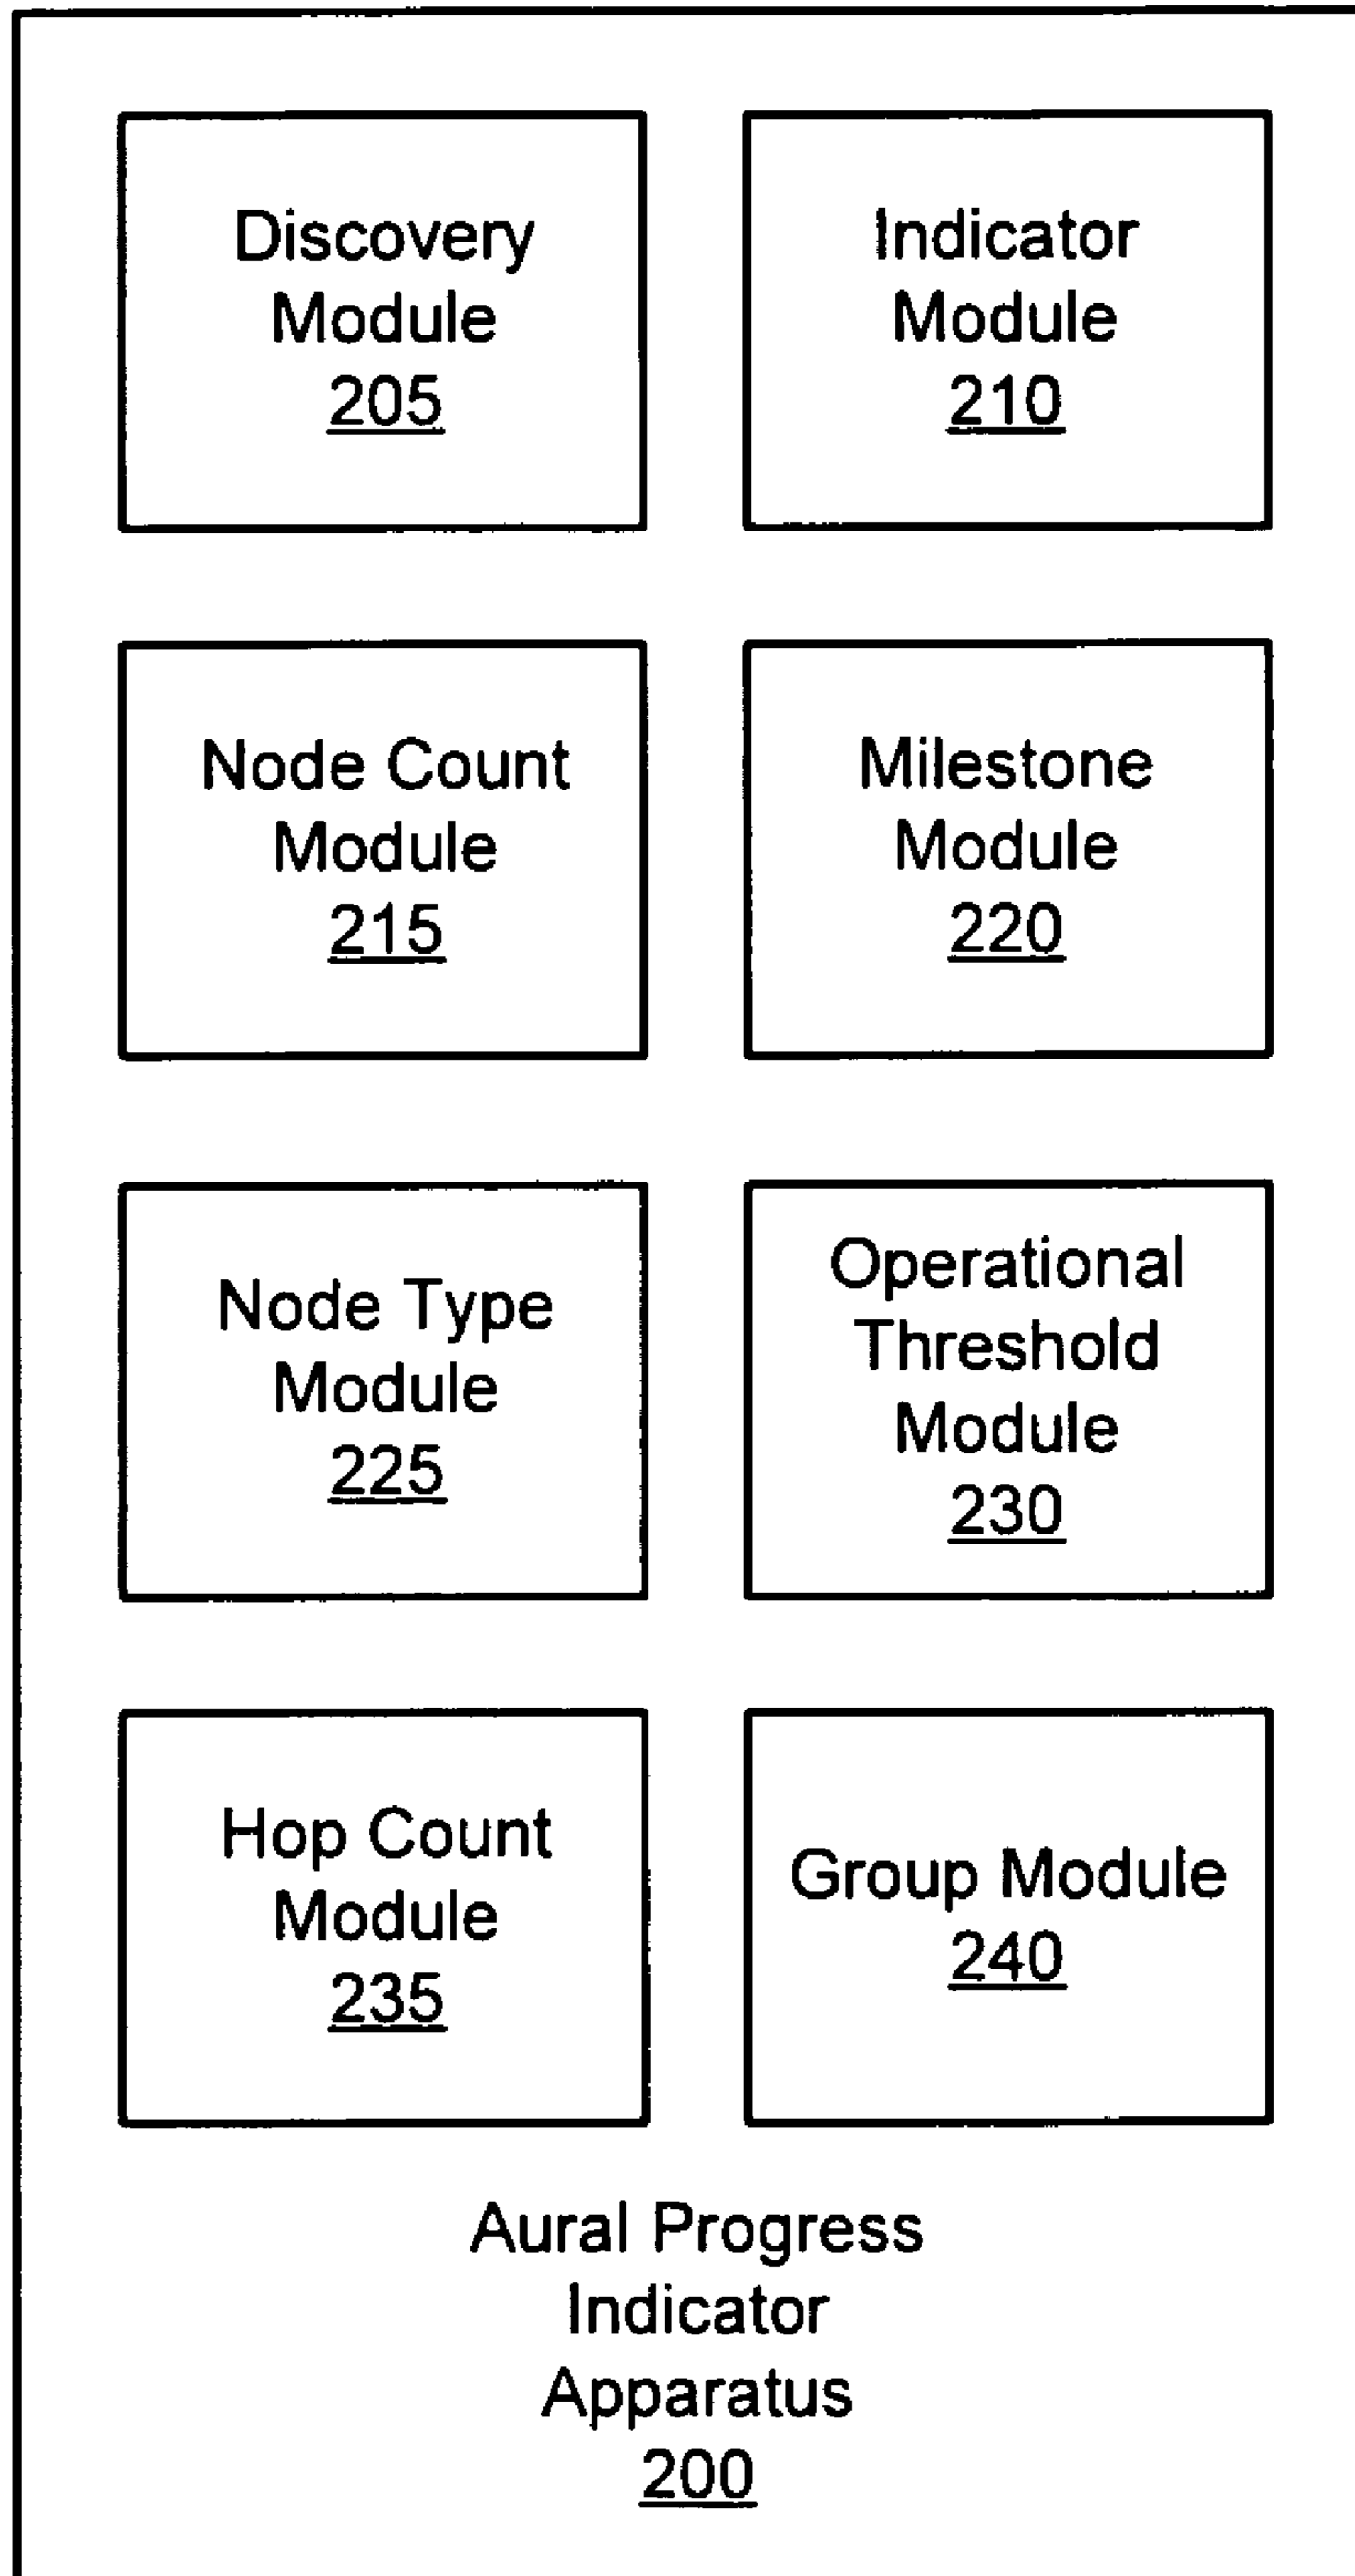 Discovery
Module
205
Indicator
Module
210
Node Count
Module
215
Milestone
Module
220
Node Type
Module
225
Operational
Threshold
Module
230
Hop Count
Module
235
Group Module
240
Aural Progress
Indicator
Apparatus
200